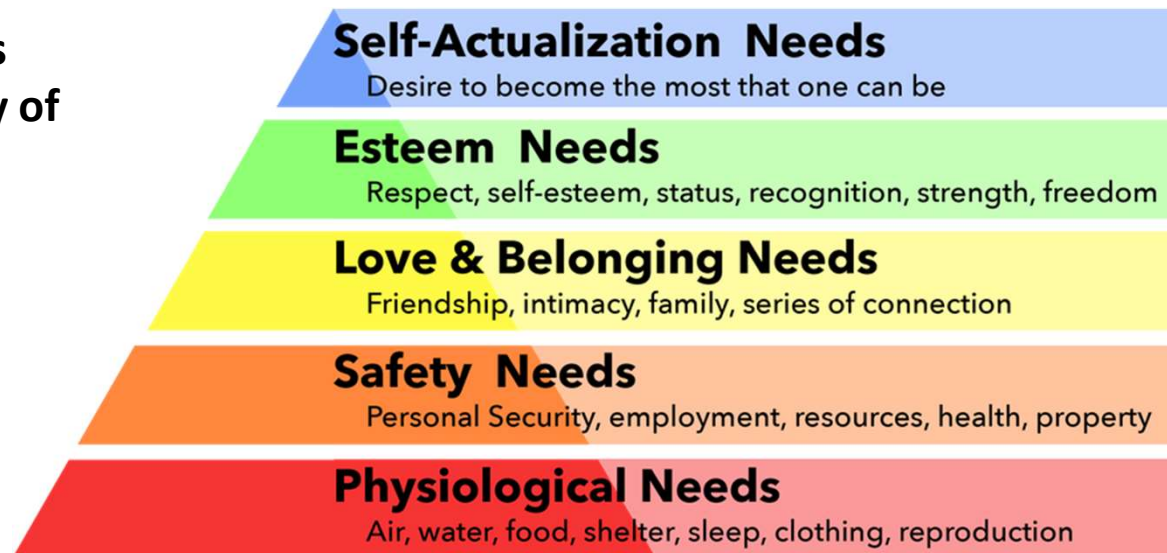 s
y of
Self-Actualization Needs
Desire to become the most that one can be
Esteem Needs
Respect, self-esteem, status, recognition, strength, freedom
Love & Belonging Needs
Friendship, intimacy, family, series of connection
Safety Needs
Personal Security, employment, resources, health, property
Physiological Needs
Air, water, food, shelter, sleep, clothing, reproduction